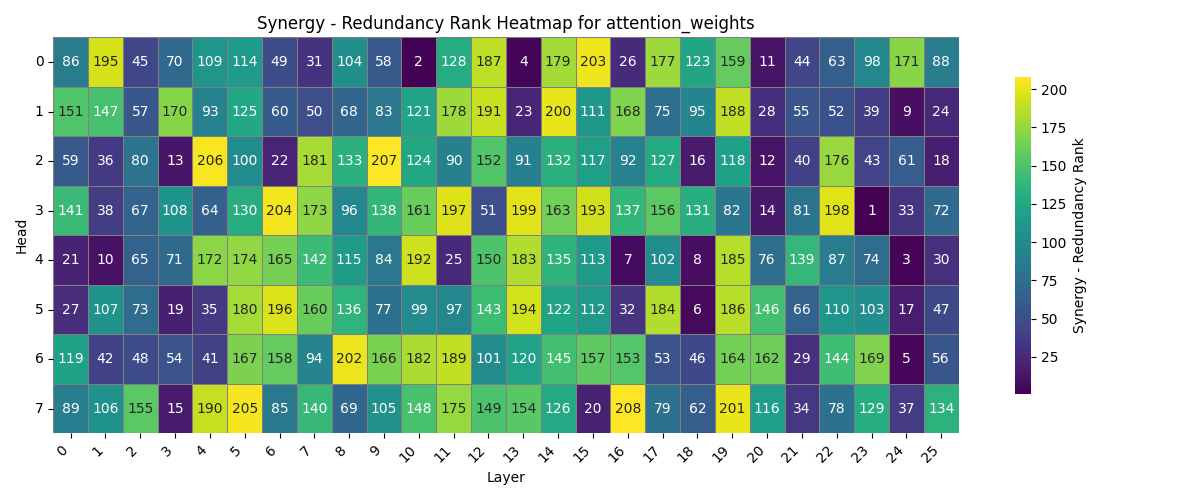 Synergy - Redundancy Rank Heatmap for attention_weights
0 86 195 45 70 109 114 49 31 104 58 2 128 187 4 179 203 26 177 123 159 11 44 63 98 171 88
1 151 147 57 170 93 125 60 50 68 83 121 178 191 23 200 111 168 75 95 188 28 55 52 39 9 24
2 59 36 80 13 206 100 22 181 133 207 124 90 152 91 132 117 92 127 16 118 12 40 176 43 61 18
3 141 38 67 108 64 130 204 173 96 138 161 197 51 199 163 193 137 156 131 82 14 81 198 1 33 72
4 21 10 65 71 172 174 165 142 115 84 192 25 150 183 135 113 7 102 8 185 76 139 87 74 3 30
5 27 107 73 19 35 180 196 160 136 77 99 97 143 194 122 112 32 184 6 186 146 66 110 103 17 47
6 119 42 48 54 41 167 158 94 202 166 182 189 101 120 145 157 153 53 46 164 162 29 144 169 5 56
7 89 106 155 15 190 205 85 140 69 105 148 175 149 154 126 20 208 79 62 201 116 34 78 129 37 134
0 1 2 3 4 5 6 7 8 9 10 11 12 13 14 15 16 17 18 19 20 21 22 23 24 25
Layer
Head
200
175
150
125
100
75
50
25
Synergy - Redundancy Rank